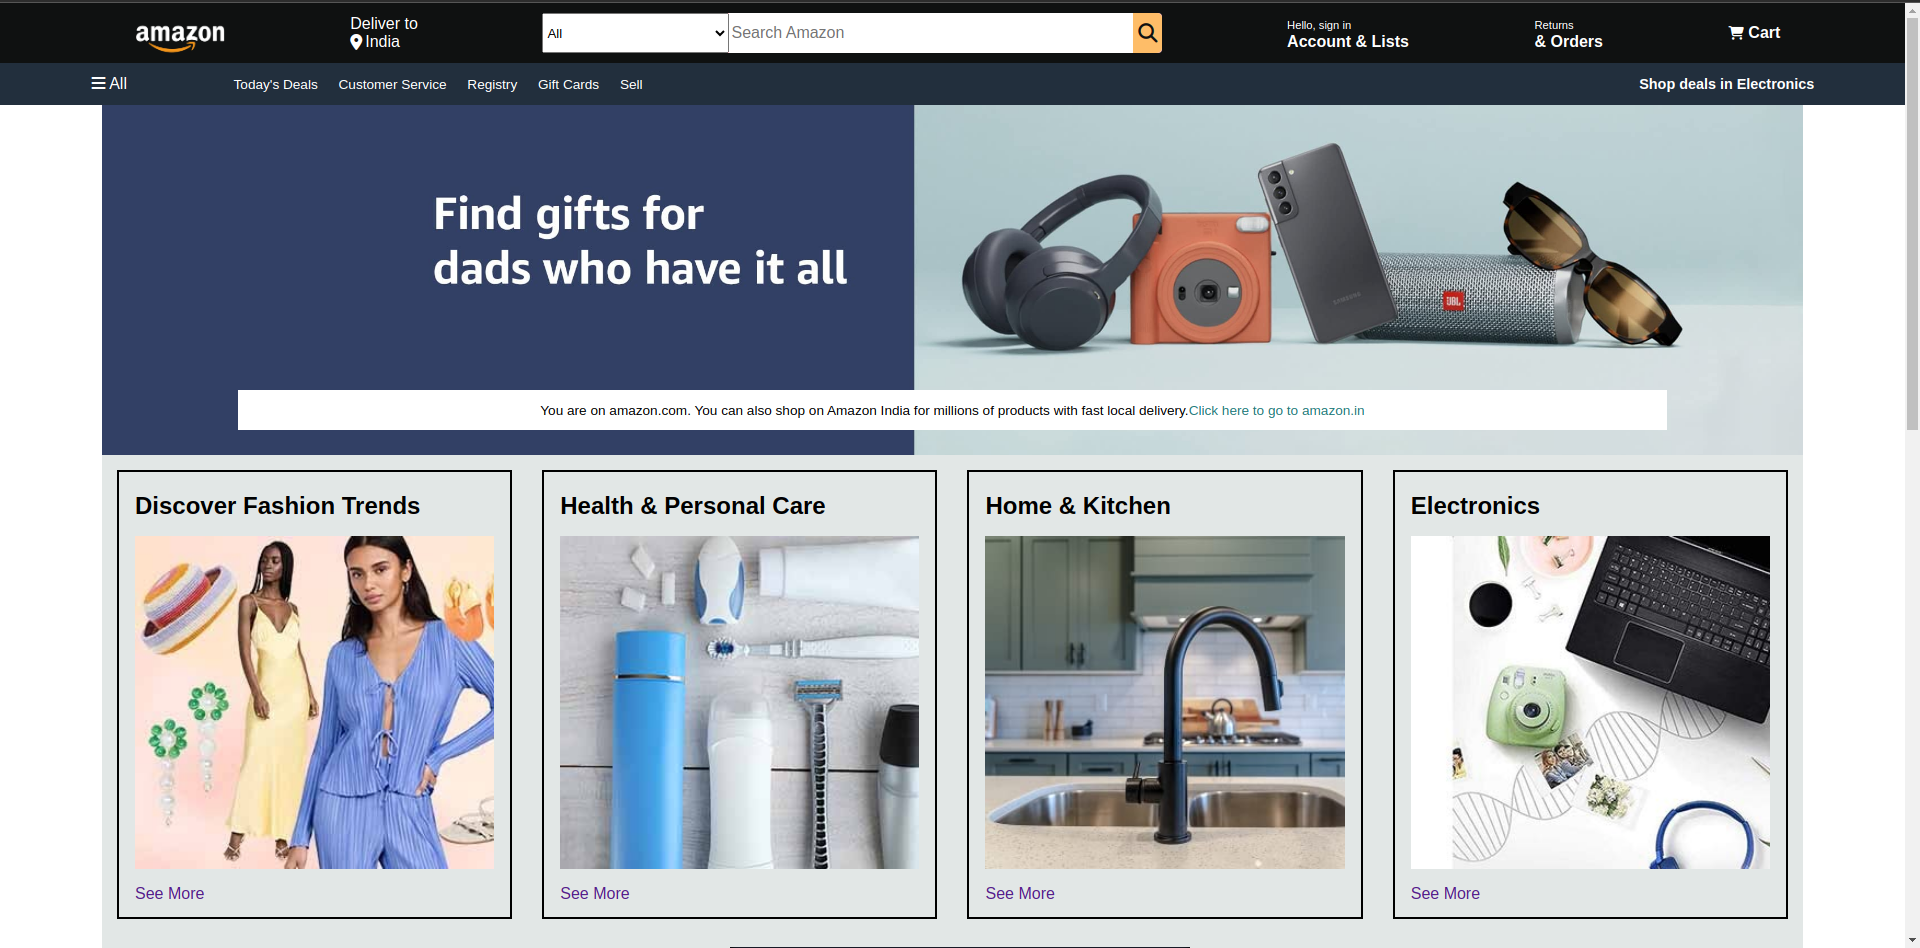 amazon
Deliver to
India
All
Search Amazon
Hello, sign in
Account & Lists
Returns
& Orders
Cart
All
Today's Deals
Customer Service
Registry
Gift Cards
Sell
Shop deals in Electronics
Find gifts for
dads who have it all
SAMSUNG
JBL
You are on amazon.com. You can also shop on Amazon India for millions of products with fast local delivery.Click here to go to amazon.in
Discover Fashion Trends
Health & Personal Care
Home & Kitchen
Electronics
See More
See More
See More
See More